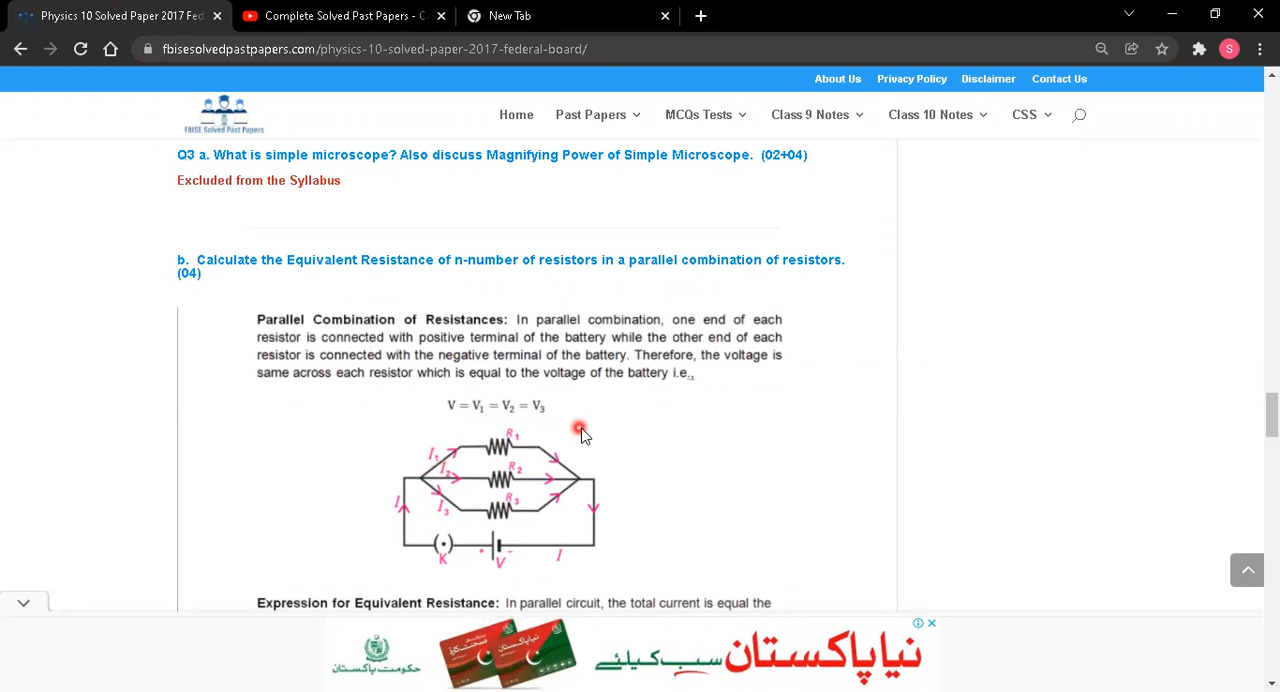 Physics 10 Solved Paper 2017 Fed
Complete Solved Past Papers - C
New Tab
fbisesolvedpastpapers.com/physics-10-solved-paper-2017-federal-board/
S
About Us Privacy Policy Disclaimer Contact Us
FBISE Solved Past Papers
Home Past Papers MCQs Tests Class 9 Notes Class 10 Notes CSS
Q3 a. What is simple microscope? Also discuss Magnifying Power of Simple Microscope. (02+04)
Excluded from the Syllabus
b. Calculate the Equivalent Resistance of n-number of resistors in a parallel combination of resistors.
(04)
Parallel Combination of Resistances: In parallel combination, one end of each
resistor is connected with positive terminal of the battery while the other end of each
resistor is connected with the negative terminal of the battery. Therefore, the voltage is
same across each resistor which is equal to the voltage of the battery i.e.,
V = V₁ = V₂ = V₃
R₁
I₁
I₂ R₂
I I₃ R₃
K + V - I
Expression for Equivalent Resistance: In parallel circuit, the total current is equal the
حکومت پاکستان
نیا پاکستان سب کیلئے